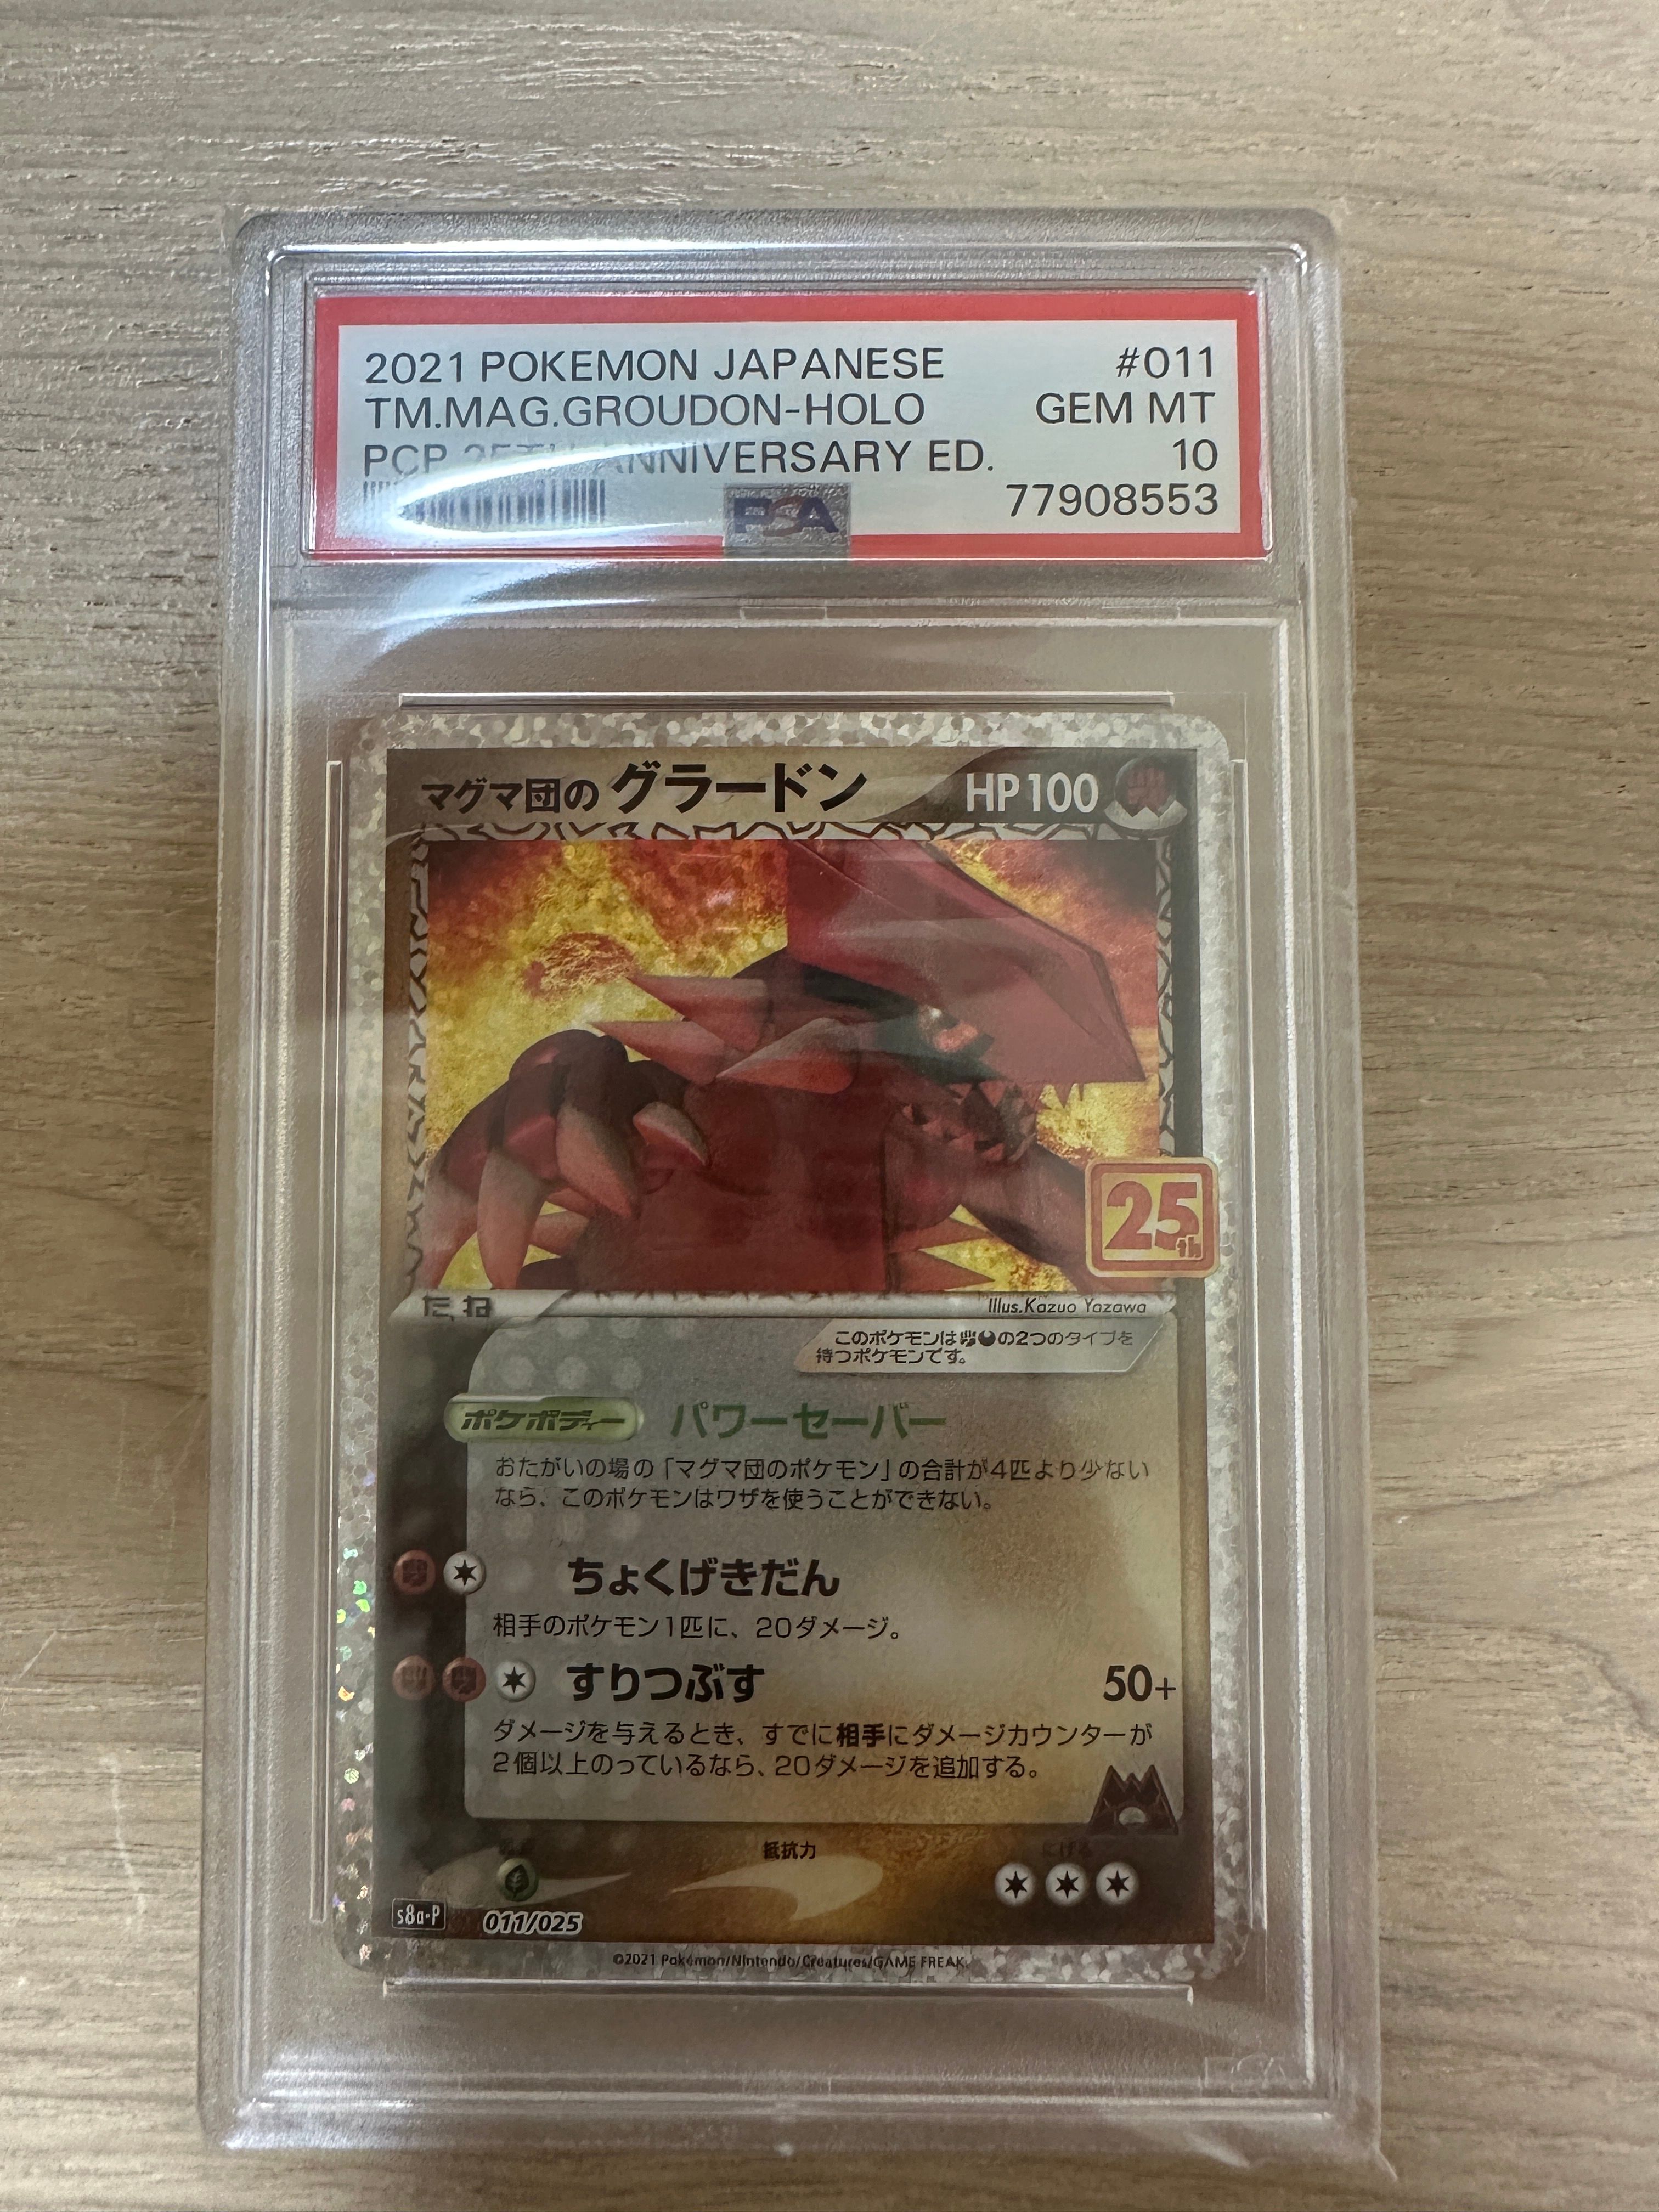 2021 POKEMON JAPANESE #011
TM.MAG.GROUDON-HOLO GEM MT
PCP 25TH ANNIVERSARY ED. 10
PSA 77908553
マグマ団の グラードン HP100
25th
たね Illus.Kazuo Yazawa
このポケモンは闘の2つのタイプを
持つポケモンです。
ポケボディー パワーセーバー
おたがいの場の「マグマ団のポケモン」の合計が4匹より少ない
なら、このポケモンはワザを使うことができない。
ちょくげきだん
相手のポケモン1匹に、20ダメージ。
すりつぶす 50+
ダメージを与えるとき、すでに相手にダメージカウンターが
2個以上のっているなら、20ダメージを追加する。
抵抗力 にげる
s8a-P 011/025
©2021 Pokémon/Nintendo/Creatures/GAME FREAK.
PSA